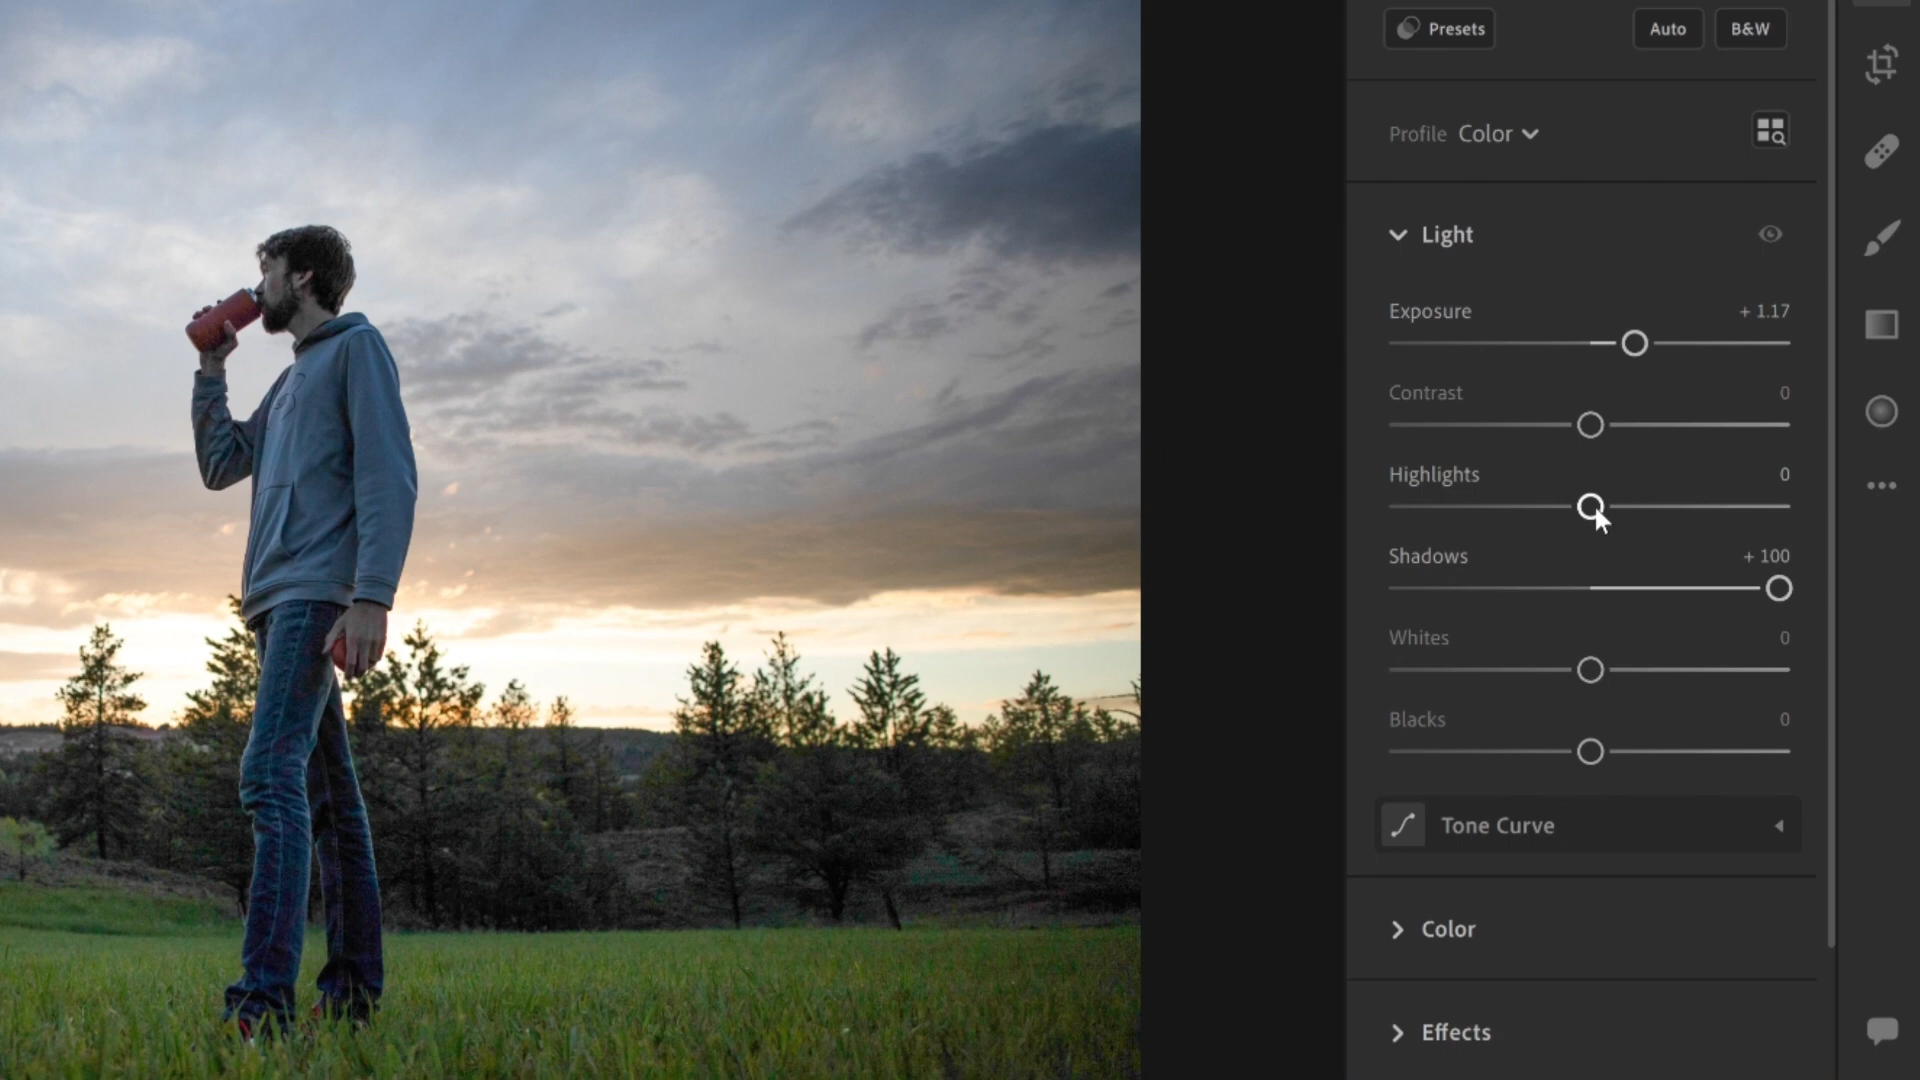 Presets
Auto
B&W
Profile Color
Light
Exposure + 1.17
Contrast 0
Highlights 0
Shadows + 100
Whites 0
Blacks 0
Tone Curve
Color
Effects